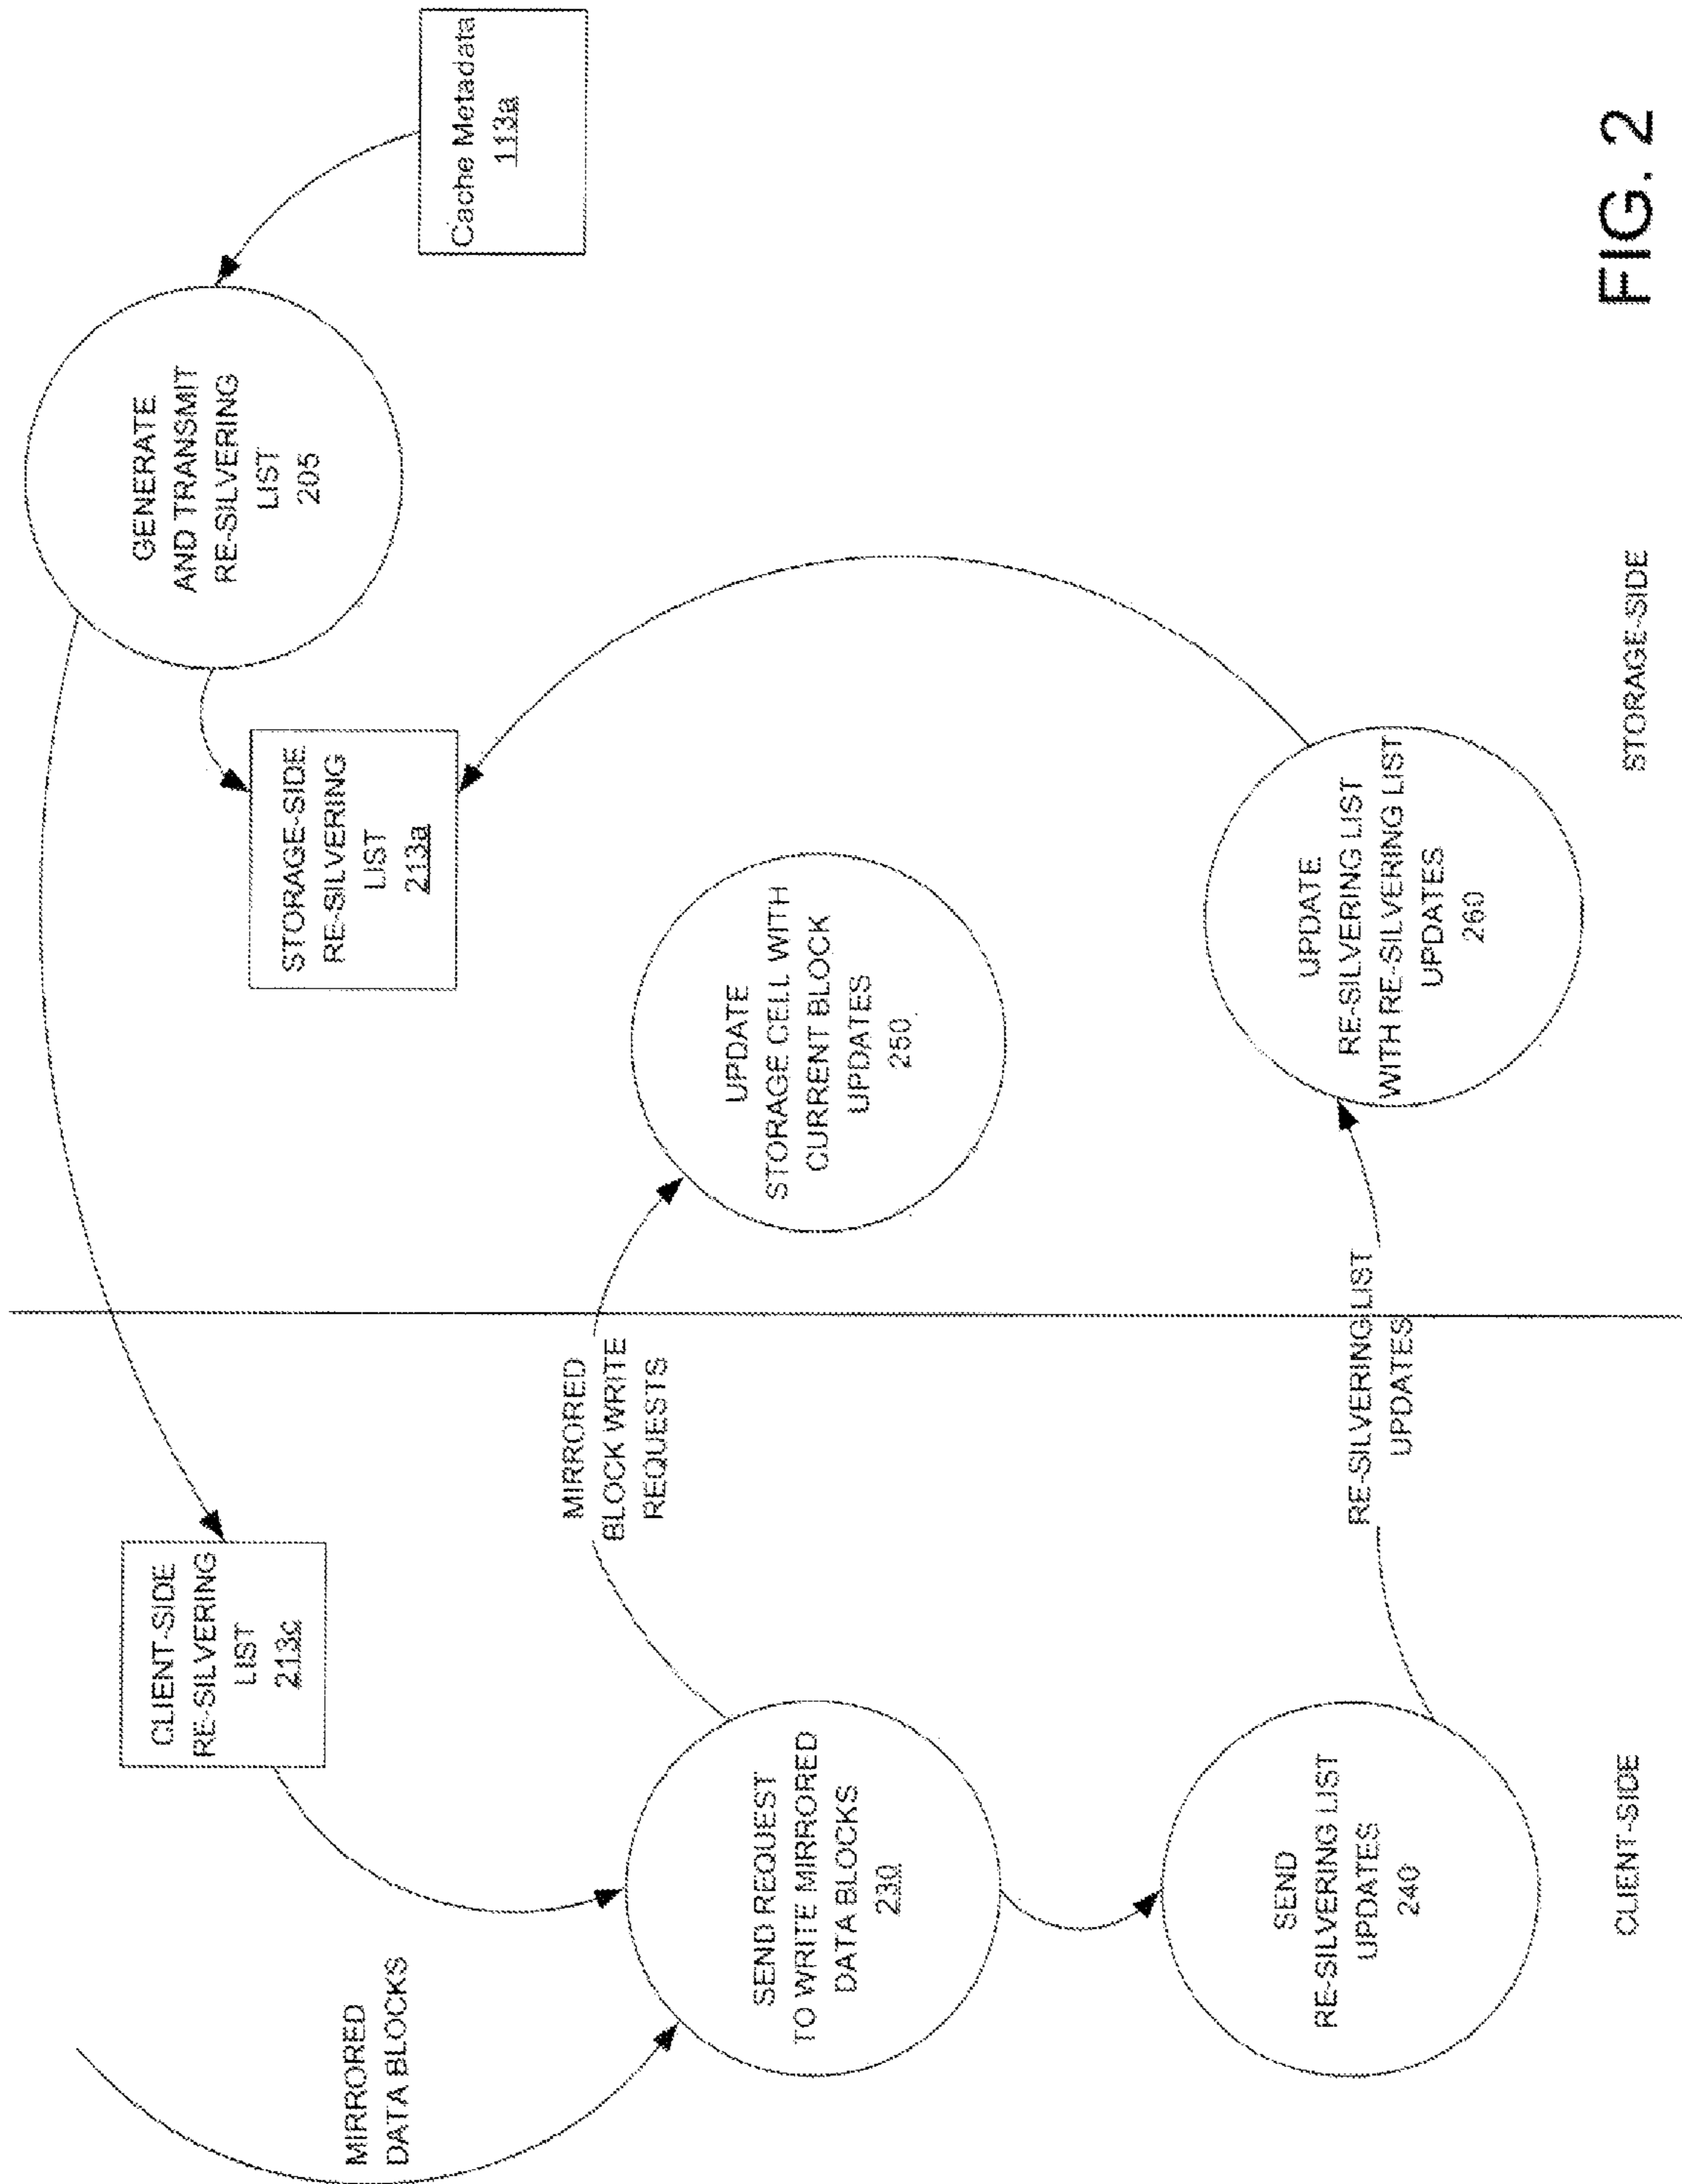 MIRRORED
DATA BLOCKS
CLIENT-SIDE
RE-SILVERING
LIST
213c
GENERATE
AND TRANSMIT
RE-SILVERING
LIST
205
STORAGE-SIDE
RE-SILVERING
LIST
213a
Cache Metadata
113a
SEND REQUEST
TO WRITE MIRRORED
DATA BLOCKS
230
MIRRORED
BLOCK WRITE
REQUESTS
UPDATE
STORAGE CELL WITH
CURRENT BLOCK
UPDATES
250
SEND
RE-SILVERING LIST
UPDATES
240
RE-SILVERING LIST
UPDATES
UPDATE
RE-SILVERING LIST
WITH RE-SILVERING LIST
UPDATES
260
CLIENT-SIDE
STORAGE-SIDE
FIG. 2